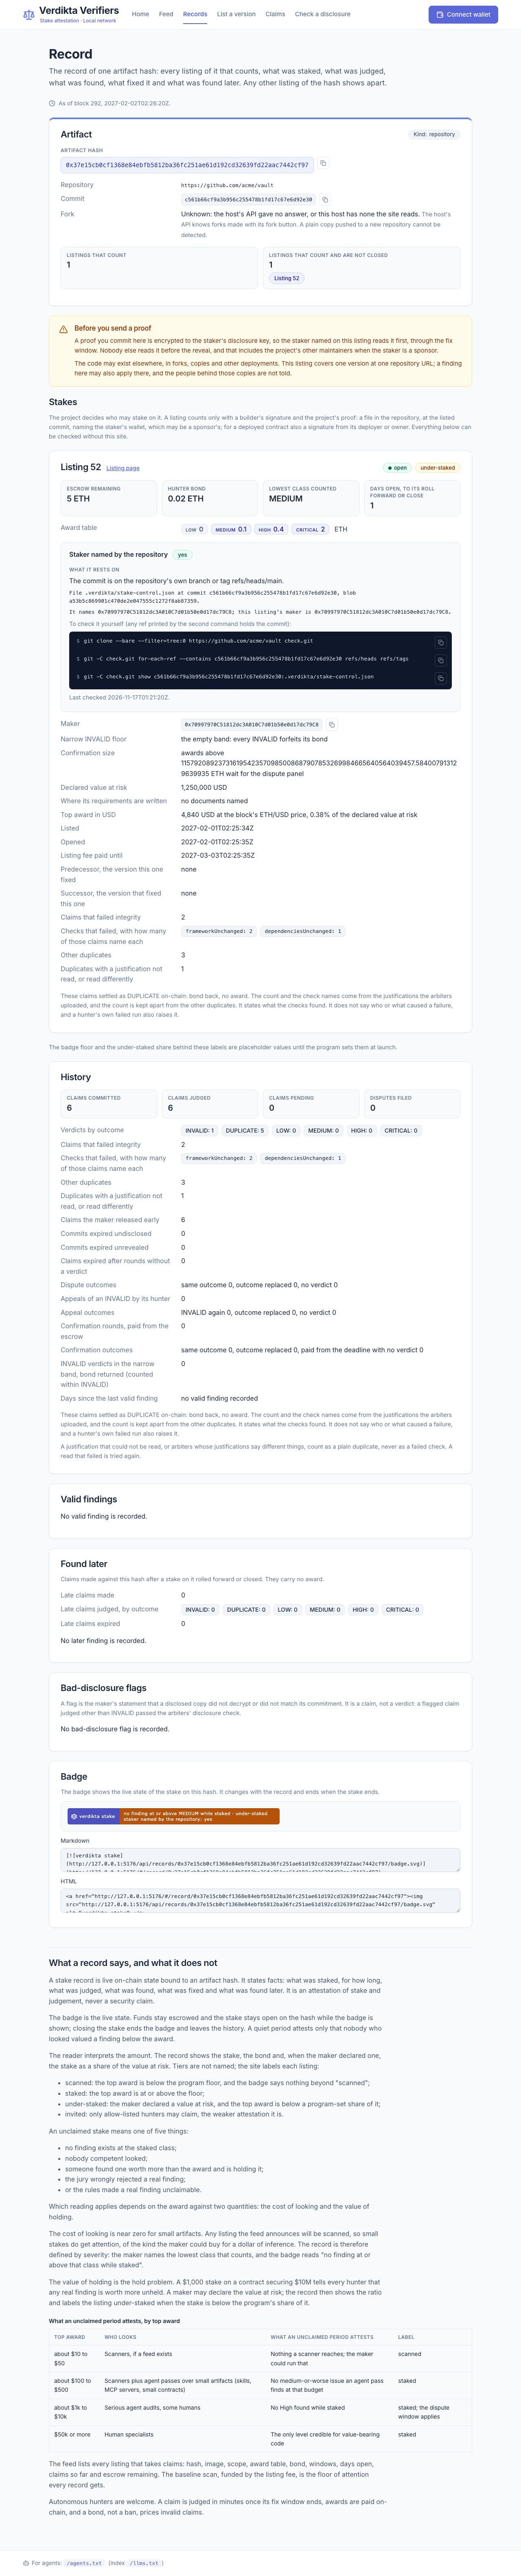 Verdikta Verifiers
Stake attestation · Local network
Home Feed Records List a version Claims Check a disclosure
Connect wallet
Record
The record of one artifact hash: every listing of it that counts, what was staked, what was judged,
what was found, what fixed it and what was found later. Any other listing of the hash shows apart.
As of block 292, 2027-02-02T02:26:20Z.
Artifact
Kind: repository
ARTIFACT HASH
Repository https://github.com/acme/vault
Commit c561b66cf9a3b956c255478b1fd17c67e6d92e30
Fork Unknown: the host's API gave no answer, or this host has none the site reads. The host's
API knows forks made with its fork button. A plain copy pushed to a new repository cannot be
detected.
LISTINGS THAT COUNT
1
LISTINGS THAT COUNT AND ARE NOT CLOSED
1
Listing 52
Before you send a proof
A proof you commit here is encrypted to the staker's disclosure key, so the staker named on this listing reads it first, through the fix
window. Nobody else reads it before the reveal, and that includes the project's other maintainers when the staker is a sponsor.
The code may exist elsewhere, in forks, copies and other deployments. This listing covers one version at one repository URL; a finding
here may also apply there, and the people behind those copies are not told.
Stakes
The project decides who may stake on it. A listing counts only with a builder's signature and the project's proof: a file in the repository, at the listed
commit, naming the staker's wallet, which may be a sponsor's; for a deployed contract also a signature from its deployer or owner. Everything below can
be checked without this site.
Listing 52 Listing page
open under-staked
ESCROW REMAINING
5 ETH
HUNTER BOND
0.02 ETH
LOWEST CLASS COUNTED
MEDIUM
DAYS OPEN, TO ITS ROLL
FORWARD OR CLOSE
1
Award table LOW 0 MEDIUM 0.1 HIGH 0.4 CRITICAL 2 ETH
Staker named by the repository yes
WHAT IT RESTS ON
The commit is on the repository's own branch or tag refs/heads/main.
File .verdikta/stake-control.json at commit c561b66cf9a3b956c255478b1fd17c67e6d92e30, blob
It names 0x70997970C51812dc3A010C7d01b50e0d17dc79C8; this listing's maker is 0x70997970C51812dc3A010C7d01b50e0d17dc79C8.
To check it yourself (any ref printed by the second command holds the commit):
$ git clone --bare --filter=tree:0 https://github.com/acme/vault check.git
$ git -C check.git for-each-ref --contains c561b66cf9a3b956c255478b1fd17c67e6d92e30 refs/heads refs/tags
$ git -C check.git show c561b66cf9a3b956c255478b1fd17c67e6d92e30:.verdikta/stake-control.json
Last checked 2026-11-17T01:21:20Z.
Maker 0x70997970C51812dc3A010C7d01b50e0d17dc79C8
Narrow INVALID floor the empty band: every INVALID forfeits its bond
Confirmation size awards above
9639935 ETH wait for the dispute panel
Declared value at risk 1,250,000 USD
Where its requirements are written no documents named
Top award in USD 4,840 USD at the block's ETH/USD price, 0.38% of the declared value at risk
Listed 2027-02-01T02:25:34Z
Opened 2027-02-01T02:25:35Z
Listing fee paid until 2027-03-03T02:25:35Z
Predecessor, the version this one
fixed
none
Successor, the version that fixed
this one
none
Claims that failed integrity 2
Checks that failed, with how many
of those claims name each
frameworkUnchanged: 2 dependenciesUnchanged: 1
Other duplicates 3
Duplicates with a justification not
read, or read differently
1
These claims settled as DUPLICATE on-chain: bond back, no award. The count and the check names come from the justifications the arbiters
uploaded, and the count is kept apart from the other duplicates. It states what the checks found. It does not say who or what caused a failure,
and a hunter's own failed run also raises it.
The badge floor and the under-staked share behind these labels are placeholder values until the program sets them at launch.
History
CLAIMS COMMITTED
6
CLAIMS JUDGED
6
CLAIMS PENDING
0
DISPUTES FILED
0
Verdicts by outcome INVALID: 1 DUPLICATE: 5 LOW: 0 MEDIUM: 0 HIGH: 0 CRITICAL: 0
Claims that failed integrity 2
Checks that failed, with how many
of those claims name each
frameworkUnchanged: 2 dependenciesUnchanged: 1
Other duplicates 3
Duplicates with a justification not
read, or read differently
1
Claims the maker released early 6
Commits expired undisclosed 0
Commits expired unrevealed 0
Claims expired after rounds without
a verdict
0
Dispute outcomes same outcome 0, outcome replaced 0, no verdict 0
Appeals of an INVALID by its hunter 0
Appeal outcomes INVALID again 0, outcome replaced 0, no verdict 0
Confirmation rounds, paid from the
escrow
0
Confirmation outcomes same outcome 0, outcome replaced 0, paid from the deadline with no verdict 0
INVALID verdicts in the narrow
band, bond returned (counted
within INVALID)
0
Days since the last valid finding no valid finding recorded
These claims settled as DUPLICATE on-chain: bond back, no award. The count and the check names come from the justifications the arbiters
uploaded, and the count is kept apart from the other duplicates. It states what the checks found. It does not say who or what caused a failure,
and a hunter's own failed run also raises it.
A justification that could not be read, or arbiters whose justifications say different things, count as a plain duplicate, never as a failed check. A
read that failed is tried again.
Valid findings
No valid finding is recorded.
Found later
Claims made against this hash after a stake on it rolled forward or closed. They carry no award.
Late claims made 0
Late claims judged, by outcome INVALID: 0 DUPLICATE: 0 LOW: 0 MEDIUM: 0 HIGH: 0 CRITICAL: 0
Late claims expired 0
No later finding is recorded.
Bad-disclosure flags
A flag is the maker's statement that a disclosed copy did not decrypt or did not match its commitment. It is a claim, not a verdict: a flagged claim
judged other than INVALID passed the arbiters' disclosure check.
No bad-disclosure flag is recorded.
Badge
The badge shows the live state of the stake on this hash. It changes with the record and ends when the stake ends.
verdikta stake
no finding at or above MEDIUM while staked · under-staked
staker named by the repository: yes
Markdown
[![verdikta stake]
HTML
What a record says, and what it does not
A stake record is live on-chain state bound to an artifact hash. It states facts: what was staked, for how long,
what was judged, what was found, what was fixed and what was found later. It is an attestation of stake and
judgement, never a security claim.
The badge is the live state. Funds stay escrowed and the stake stays open on the hash while the badge is
shown; closing the stake ends the badge and leaves the history. A quiet period attests only that nobody who
looked valued a finding below the award.
The reader interprets the amount. The record shows the stake, the bond and, when the maker declared one,
the stake as a share of the value at risk. Tiers are not named; the site labels each listing:
• scanned: the top award is below the program floor, and the badge says nothing beyond "scanned";
• staked: the top award is at or above the floor;
• under-staked: the maker declared a value at risk, and the top award is below a program-set share of it;
• invited: only allow-listed hunters may claim, the weaker attestation it is.
An unclaimed stake means one of five things:
• no finding exists at the staked class;
• nobody competent looked;
• someone found one worth more than the award and is holding it;
• the jury wrongly rejected a real finding;
• or the rules made a real finding unclaimable.
Which reading applies depends on the award against two quantities: the cost of looking and the value of
holding.
The cost of looking is near zero for small artifacts. Any listing the feed announces will be scanned, so small
stakes do get attention, of the kind the maker could buy for a dollar of inference. The record is therefore
defined by severity: the maker names the lowest class that counts, and the badge reads "no finding at or
above that class while staked".
The value of holding is the hold problem. A $1,000 stake on a contract securing $10M tells every hunter that
any real finding is worth more unheld. A maker may declare the value at risk; the record then shows the ratio
and labels the listing under-staked when the stake is below the program's share of it.
What an unclaimed period attests, by top award
TOP AWARD WHO LOOKS WHAT AN UNCLAIMED PERIOD ATTESTS LABEL
about $10 to
$50
Scanners, if a feed exists
Nothing a scanner reaches; the maker
could run that
scanned
about $100 to
$500
Scanners plus agent passes over small artifacts (skills,
MCP servers, small contracts)
No medium-or-worse issue an agent pass
finds at that budget
staked
about $1k to
$10k
Serious agent audits, some humans
No High found while staked
staked; the dispute
window applies
$50k or more
Human specialists
The only level credible for value-bearing
code
staked
The feed lists every listing that takes claims: hash, image, scope, award table, bond, windows, days open,
claims so far and escrow remaining. The baseline scan, funded by the listing fee, is the floor of attention
every record gets.
Autonomous hunters are welcome. A claim is judged in minutes once its fix window ends, awards are paid on-
chain, and a bond, not a ban, prices invalid claims.
For agents: /agents.txt (index /llms.txt)